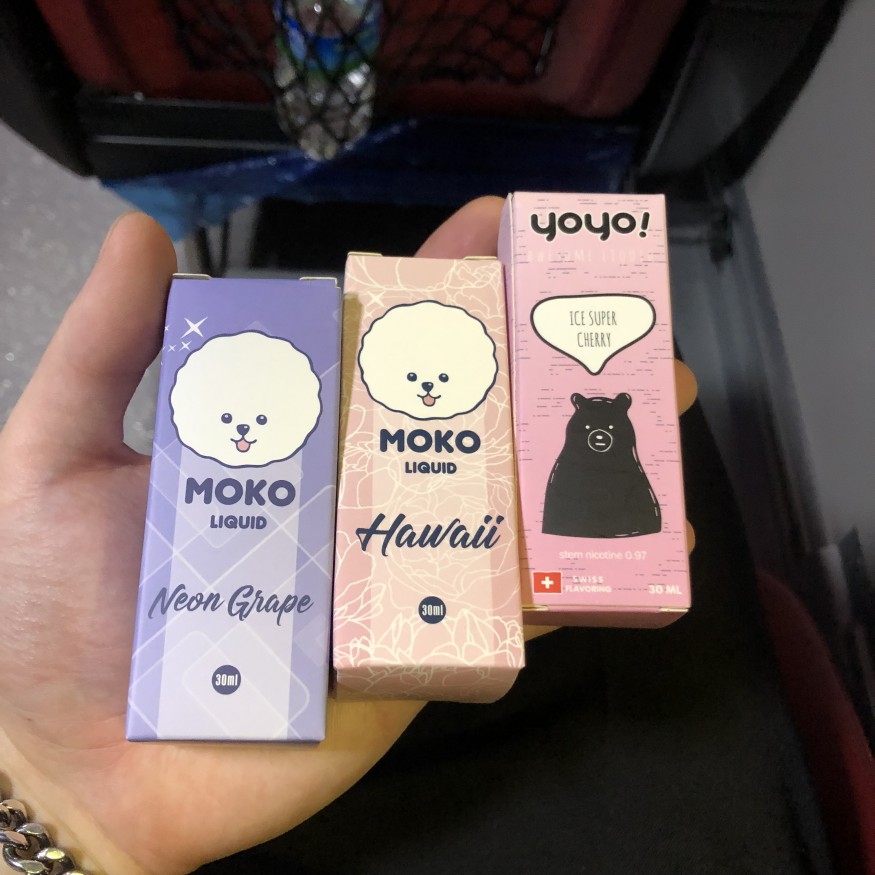 MOKO
LIQUID
Neon Grape
30ml
MOKO
LIQUID
Hawaii
30ml
yoyo!
ICE SUPER
CHERRY
stem nicotine 0.97
SWISS
FLAVORING
30 ML